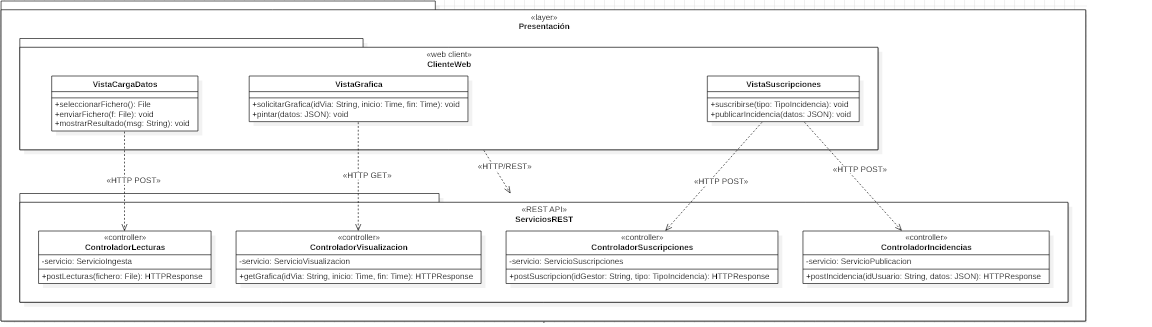 «layer»
Presentación
«web client»
ClienteWeb
VistaCargaDatos
+seleccionarFichero(): File
+enviarFichero(f: File): void
+mostrarResultado(msg: String): void
VistaGrafica
+solicitarGrafica(idVia: String, inicio: Time, fin: Time): void
+pintar(datos: JSON): void
VistaSuscripciones
+suscribirse(tipo: TipoIncidencia): void
+publicarIncidencia(datos: JSON): void
«HTTP POST»
«HTTP GET»
«HTTP/REST»
«HTTP POST»
«HTTP POST»
«REST API»
ServiciosREST
«controller»
ControladorLecturas
-servicio: ServicioIngesta
+postLecturas(fichero: File): HTTPResponse
«controller»
ControladorVisualizacion
-servicio: ServicioVisualizacion
+getGrafica(idVia: String, inicio: Time, fin: Time): HTTPResponse
«controller»
ControladorSuscripciones
-servicio: ServicioSuscripciones
+postSuscripcion(idGestor: String, tipo: TipoIncidencia): HTTPResponse
«controller»
ControladorIncidencias
-servicio: ServicioPublicacion
+postIncidencia(idUsuario: String, datos: JSON): HTTPResponse